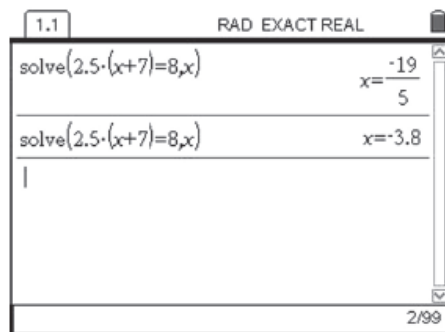 1.1 RAD EXACT REAL
solve(2.5·(x+7)=8,x) x=-19/5
solve(2.5·(x+7)=8,x) x=-3.8
2/99